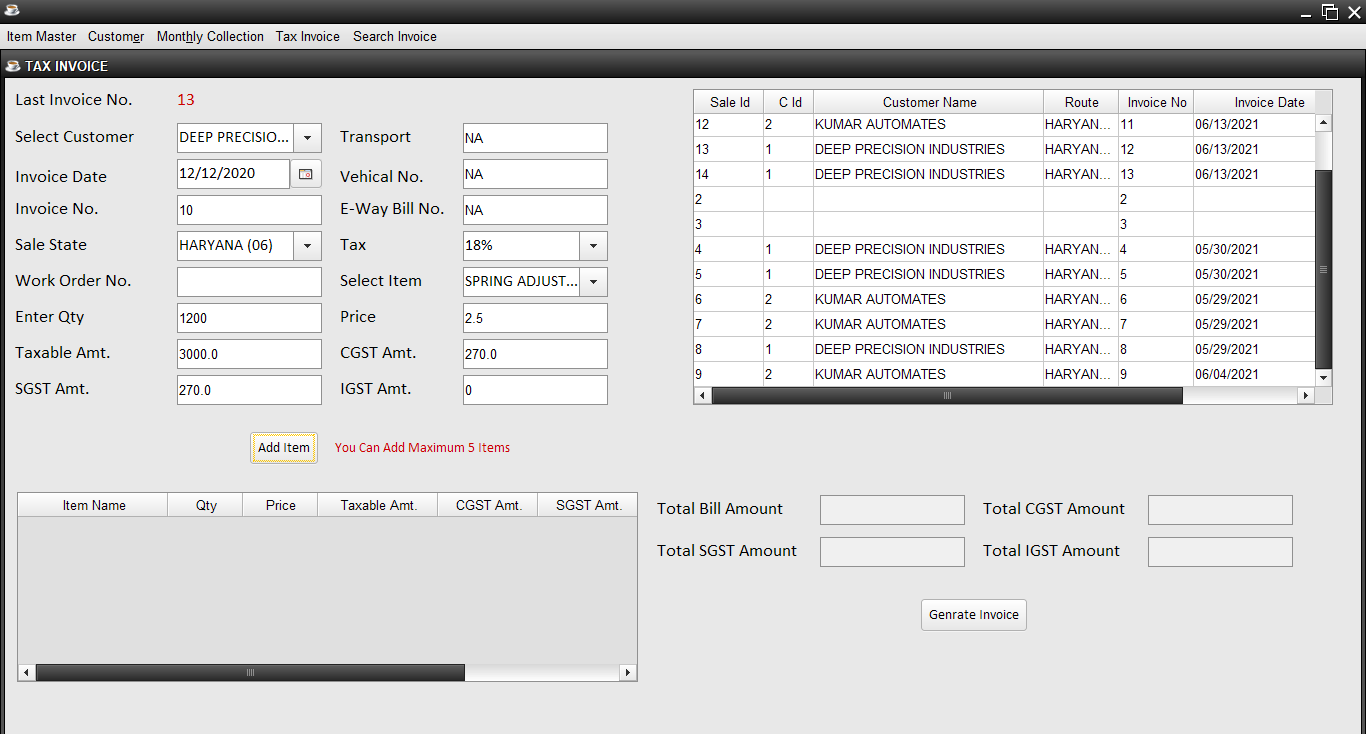 Item Master Customer Monthly Collection Tax Invoice Search Invoice
TAX INVOICE
Last Invoice No. 13
Select Customer DEEP PRECISIO... Transport NA
Invoice Date 12/12/2020 Vehical No. NA
Invoice No. 10 E-Way Bill No. NA
Sale State HARYANA (06) Tax 18%
Work Order No. Select Item SPRING ADJUST...
Enter Qty 1200 Price 2.5
Taxable Amt. 3000.0 CGST Amt. 270.0
SGST Amt. 270.0 IGST Amt. 0
Add Item You Can Add Maximum 5 Items
Sale Id C Id Customer Name Route Invoice No Invoice Date
12 2 KUMAR AUTOMATES HARYAN... 11 06/13/2021
13 1 DEEP PRECISION INDUSTRIES HARYAN... 12 06/13/2021
14 1 DEEP PRECISION INDUSTRIES HARYAN... 13 06/13/2021
2 2
3 3
4 1 DEEP PRECISION INDUSTRIES HARYAN... 4 05/30/2021
5 1 DEEP PRECISION INDUSTRIES HARYAN... 5 05/30/2021
6 2 KUMAR AUTOMATES HARYAN... 6 05/29/2021
7 2 KUMAR AUTOMATES HARYAN... 7 05/29/2021
8 1 DEEP PRECISION INDUSTRIES HARYAN... 8 05/29/2021
9 2 KUMAR AUTOMATES HARYAN... 9 06/04/2021
Item Name Qty Price Taxable Amt. CGST Amt. SGST Amt.
Total Bill Amount Total CGST Amount
Total SGST Amount Total IGST Amount
Genrate Invoice